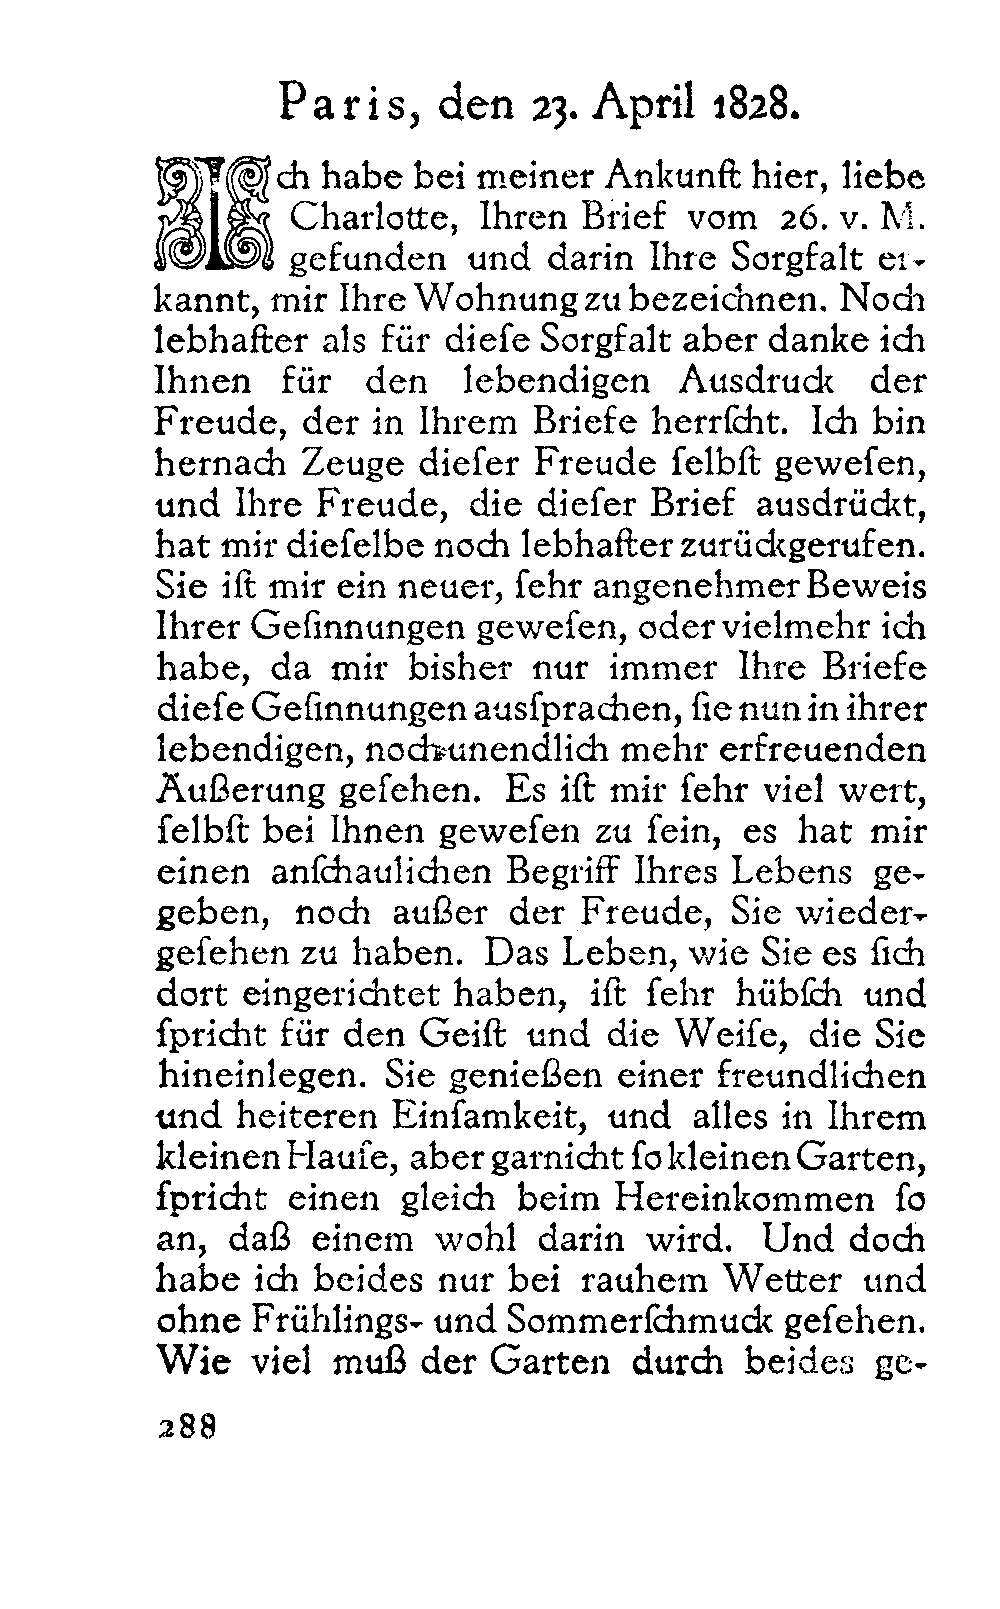 Paris, den 23. April 1828.
Ich habe bei meiner Ankunft hier, liebe
Charlotte, Ihren Brief vom 26. v. M.
gefunden und darin Ihre Sorgfalt er-
kannt, mir Ihre Wohnung zu bezeichnen. Noch
lebhafter als für dieſe Sorgfalt aber danke ich
Ihnen für den lebendigen Ausdruck der
Freude, der in Ihrem Briefe herrſcht. Ich bin
hernach Zeuge dieſer Freude ſelbſt geweſen,
und Ihre Freude, die dieſer Brief ausdrückt,
hat mir dieſelbe noch lebhafter zurückgerufen.
Sie iſt mir ein neuer, ſehr angenehmer Beweis
Ihrer Geſinnungen geweſen, oder vielmehr ich
habe, da mir bisher nur immer Ihre Briefe
dieſe Geſinnungen ausſprachen, ſie nun in ihrer
lebendigen, noch unendlich mehr erfreuenden
Äußerung geſehen. Es iſt mir ſehr viel wert,
ſelbſt bei Ihnen geweſen zu ſein, es hat mir
einen anſchaulichen Begriff Ihres Lebens ge-
geben, noch außer der Freude, Sie wieder-
geſehen zu haben. Das Leben, wie Sie es ſich
dort eingerichtet haben, iſt ſehr hübſch und
ſpricht für den Geiſt und die Weiſe, die Sie
hineinlegen. Sie genießen einer freundlichen
und heiteren Einſamkeit, und alles in Ihrem
kleinen Hauſe, aber garnicht ſo kleinen Garten,
ſpricht einen gleich beim Hereinkommen ſo
an, daß einem wohl darin wird. Und doch
habe ich beides nur bei rauhem Wetter und
ohne Frühlings- und Sommerſchmuck geſehen.
Wie viel muß der Garten durch beides ge-
288